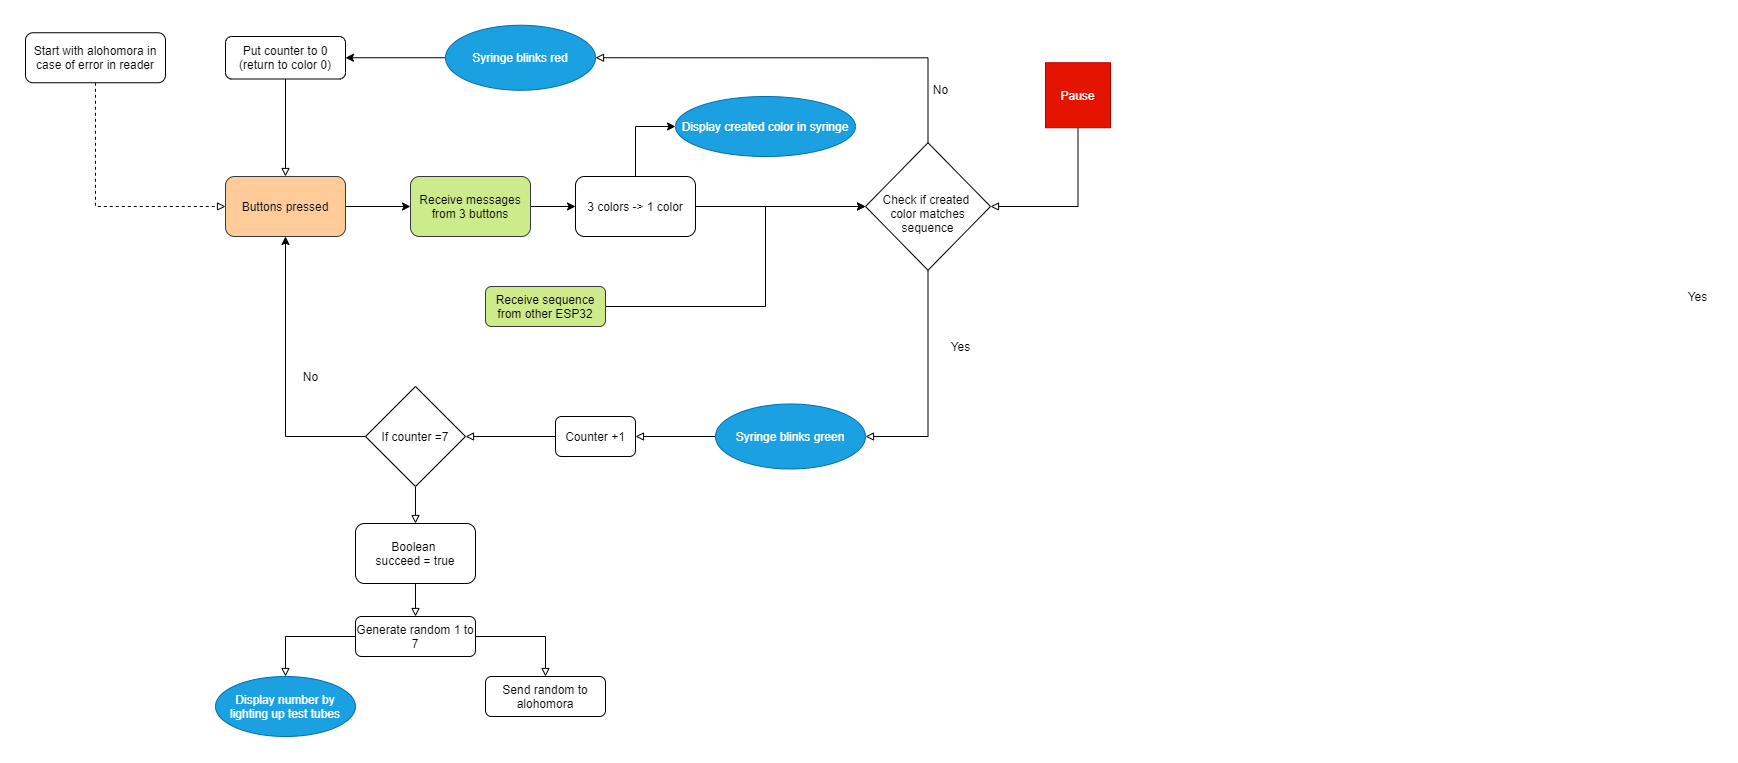 Start with alohomora in
case of error in reader
Put counter to 0
(return to color 0)
Syringe blinks red
No
Pause
Display created color in syringe
Buttons pressed
Receive messages
from 3 buttons
3 colors -> 1 color
Check if created
color matches
sequence
Receive sequence
from other ESP32
Yes
Yes
No
If counter =7
Counter +1
Syringe blinks green
Boolean
succeed = true
Generate random 1 to
7
Display number by
lighting up test tubes
Send random to
alohomora